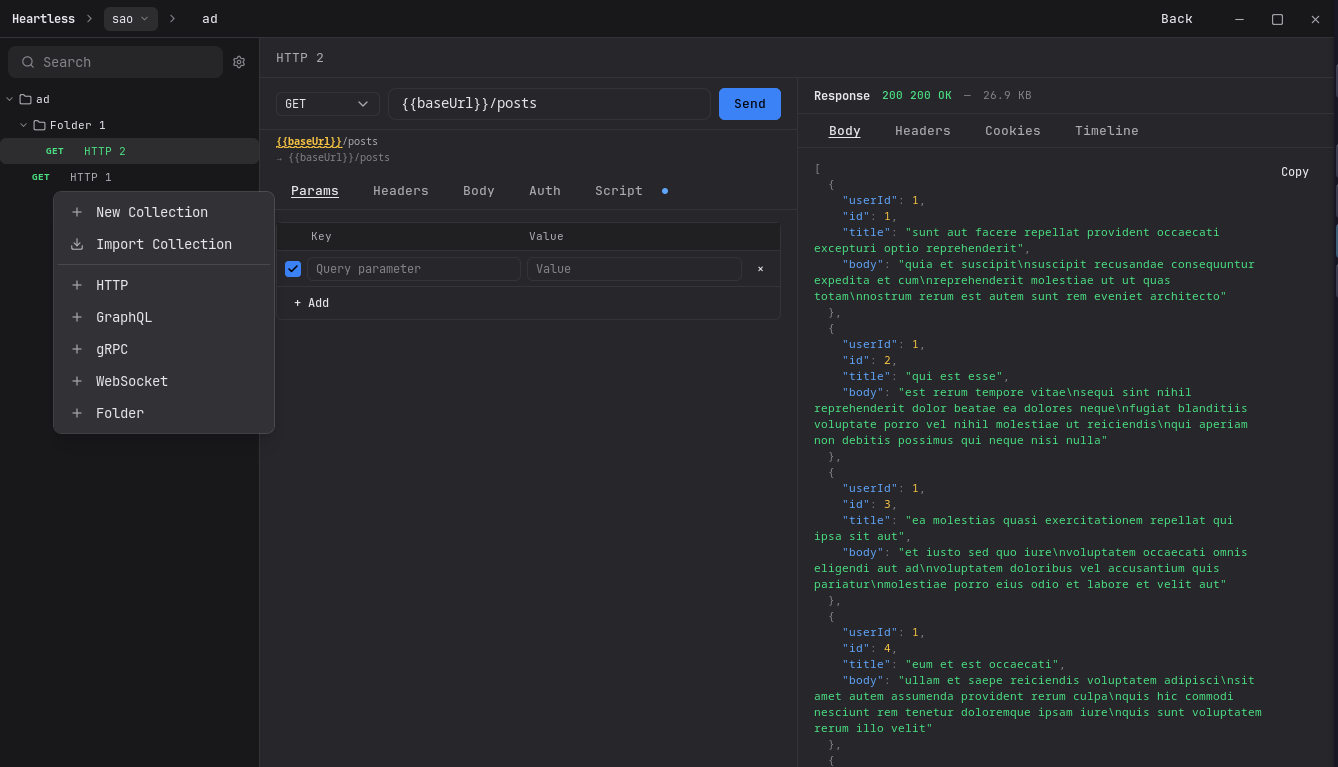 Heartless
sao
ad
Back
Search
ad
Folder 1
GET HTTP 2
GET HTTP 1
New Collection
Import Collection
HTTP
GraphQL
gRPC
WebSocket
Folder
HTTP 2
GET
{{baseUrl}}/posts
Send
{{baseUrl}}/posts
→ {{baseUrl}}/posts
Params Headers Body Auth Script
Key Value
Query parameter Value ×
+ Add
Response 200 200 OK — 26.9 KB
Body Headers Cookies Timeline
Copy
[
{
"userId": 1,
"id": 1,
"title": "sunt aut facere repellat provident occaecati
excepturi optio reprehenderit",
"body": "quia et suscipit\nsuscipit recusandae consequuntur
expedita et cum\nreprehenderit molestiae ut ut quas
totam\nnostrum rerum est autem sunt rem eveniet architecto"
},
{
"userId": 1,
"id": 2,
"title": "qui est esse",
"body": "est rerum tempore vitae\nsequi sint nihil
reprehenderit dolor beatae ea dolores neque\nfugiat blanditiis
voluptate porro vel nihil molestiae ut reiciendis\nqui aperiam
non debitis possimus qui neque nisi nulla"
},
{
"userId": 1,
"id": 3,
"title": "ea molestias quasi exercitationem repellat qui
ipsa sit aut",
"body": "et iusto sed quo iure\nvoluptatem occaecati omnis
eligendi aut ad\nvoluptatem doloribus vel accusantium quis
pariatur\nmolestiae porro eius odio et labore et velit aut"
},
{
"userId": 1,
"id": 4,
"title": "eum et est occaecati",
"body": "ullam et saepe reiciendis voluptatem adipisci\nsit
amet autem assumenda provident rerum culpa\nquis hic commodi
nesciunt rem tenetur doloremque ipsam iure\nquis sunt voluptatem
rerum illo velit"
},
{